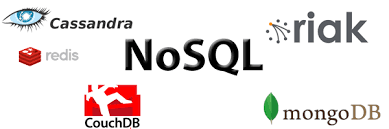 Cassandra
riak
redis
NoSQL
CouchDB
mongoDB